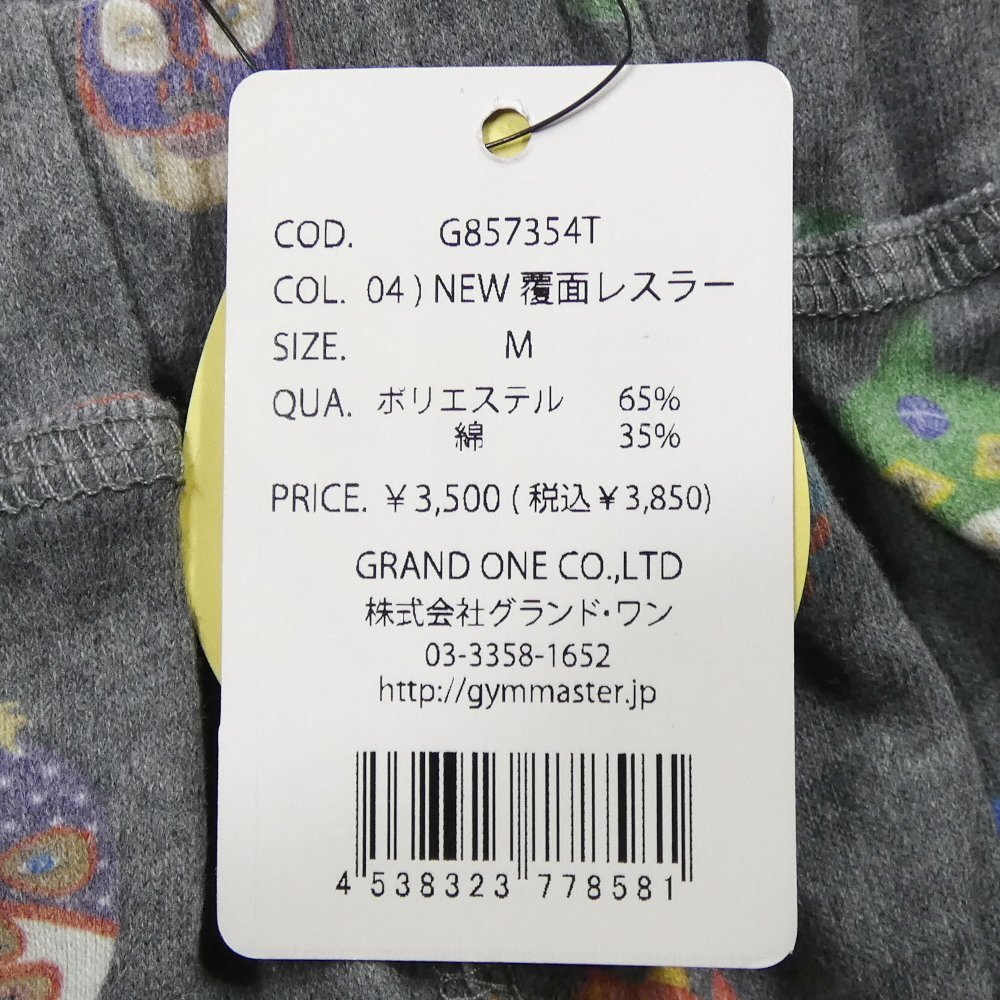 COD. G857354T
COL. 04 ) NEW 覆面レスラー
SIZE. M
QUA. ポリエステル 65%
綿 35%
PRICE. ¥ 3,500 ( 税込 ¥ 3,850)
GRAND ONE CO.,LTD
株式会社グランド・ワン
03-3358-1652
http://gymmaster.jp
4 538323 778581